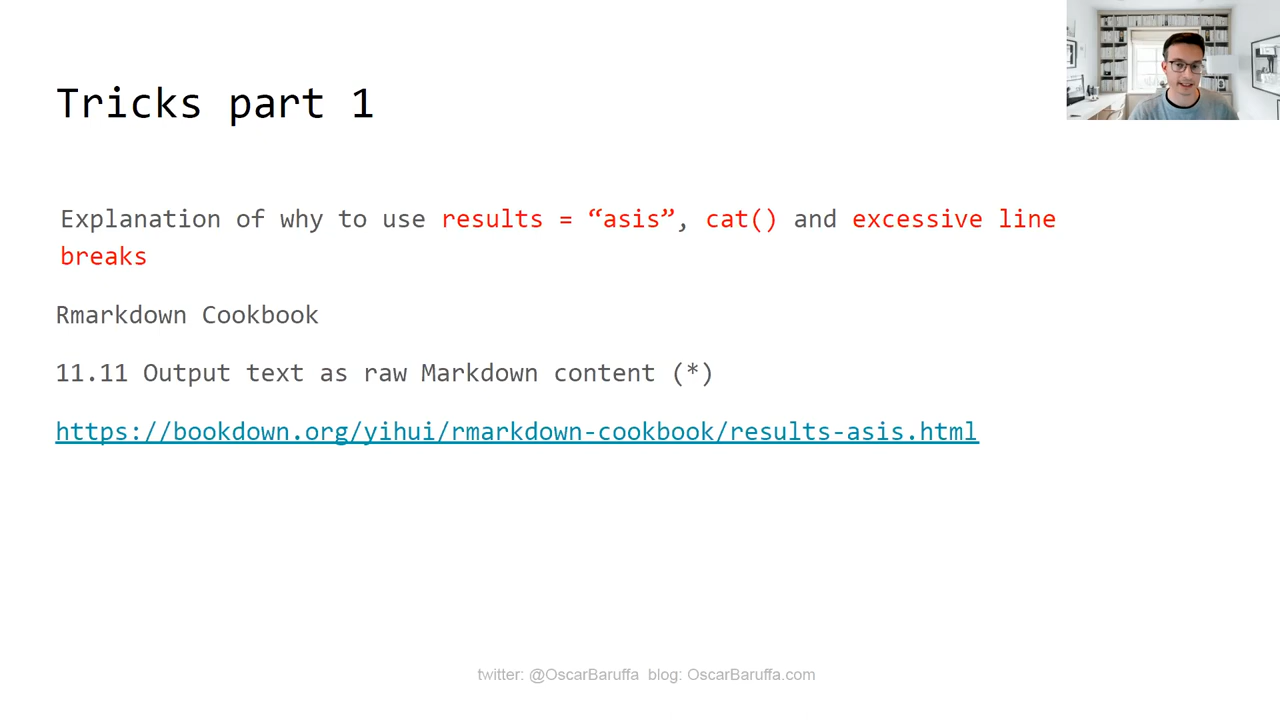 Tricks part 1
Explanation of why to use results = “asis”, cat() and excessive line
breaks
Rmarkdown Cookbook
11.11 Output text as raw Markdown content (*)
https://bookdown.org/yihui/rmarkdown-cookbook/results-asis.html
twitter: @OscarBaruffa blog: OscarBaruffa.com